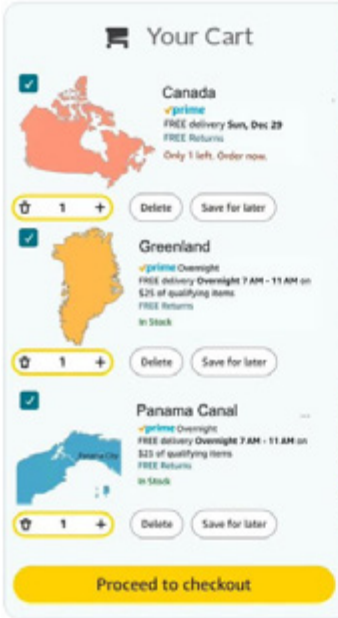 Your Cart
Canada
prime
FREE delivery Sun, Dec 29
FREE Returns
Only 1 left. Order now.
1 +
Delete
Save for later
Greenland
prime Overnight
FREE delivery Overnight 7 AM - 11 AM on
$25 of qualifying items
FREE Returns
In Stock
1 +
Delete
Save for later
Panama Canal
Panama City
prime Overnight
FREE delivery Overnight 7 AM - 11 AM on
$25 of qualifying items
FREE Returns
In Stock
1 +
Delete
Save for later
Proceed to checkout